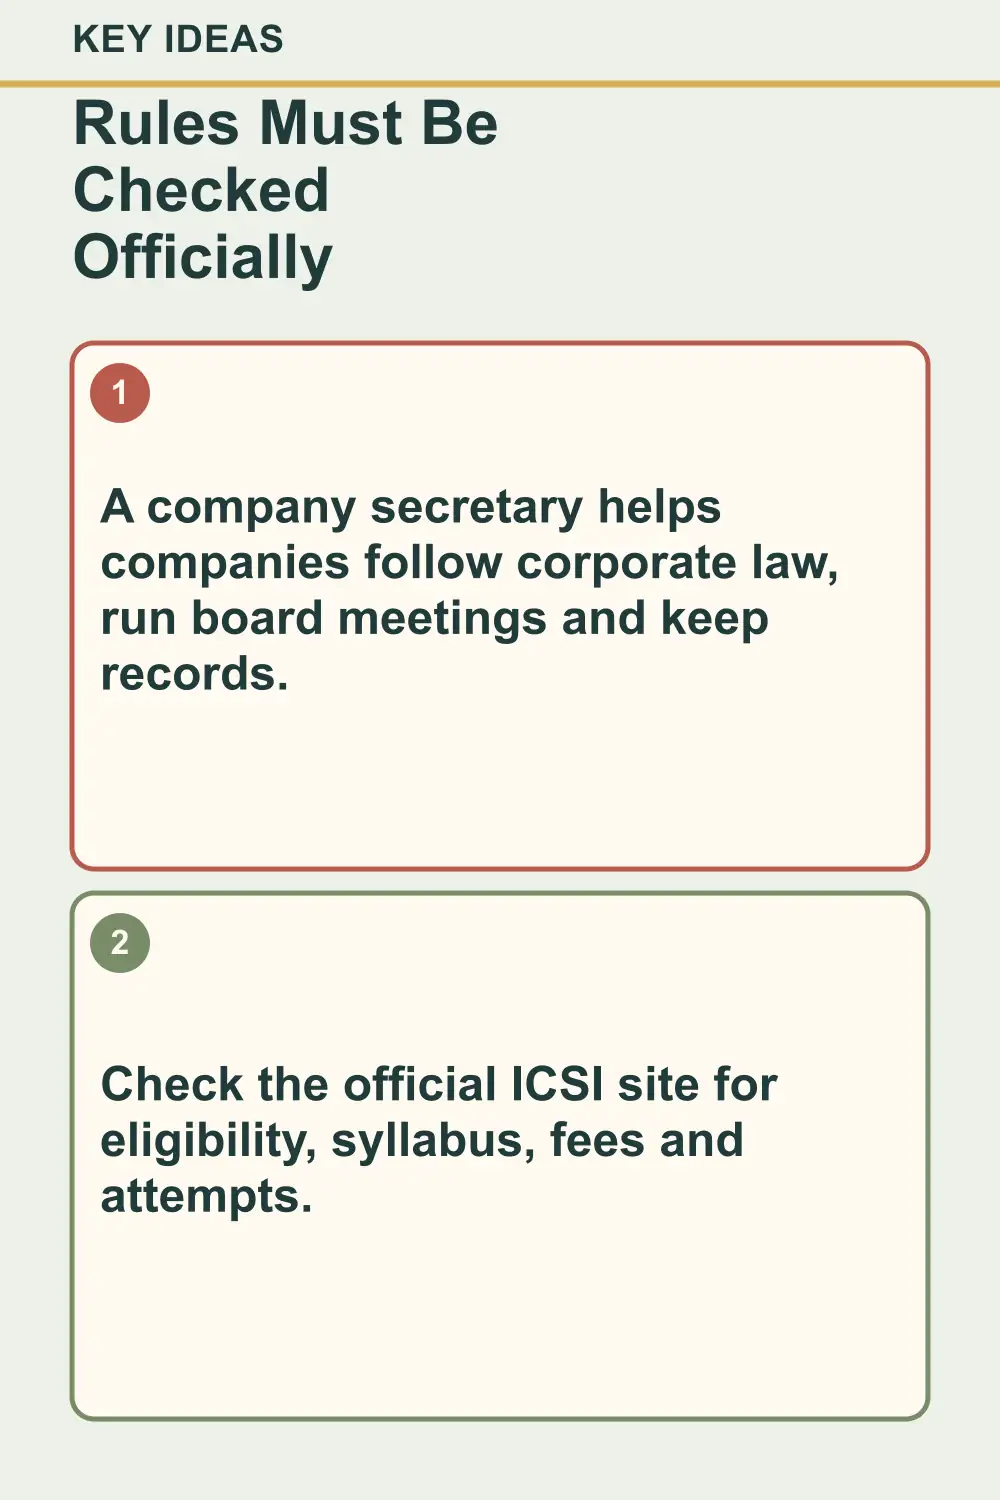 KEY IDEAS
Rules Must Be
Checked
Officially
1
A company secretary helps
companies follow corporate law,
run board meetings and keep
records.
2
Check the official ICSI site for
eligibility, syllabus, fees and
attempts.